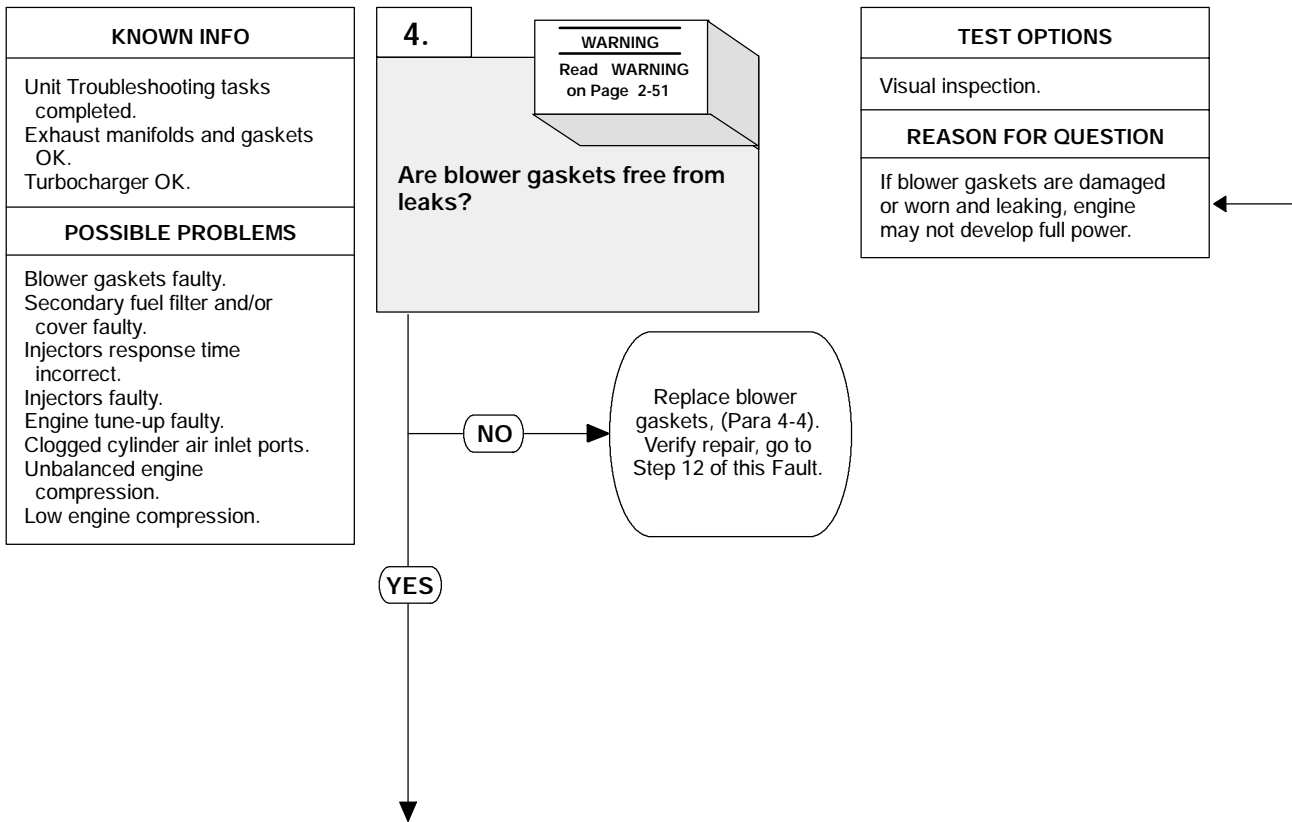 KNOWN INFO
Unit Troubleshooting tasks
completed.
Exhaust manifolds and gaskets
OK.
Turbocharger OK.
POSSIBLE PROBLEMS
Blower gaskets faulty.
Secondary fuel filter and/or
cover faulty.
Injectors response time
incorrect.
Injectors faulty.
Engine tune-up faulty.
Clogged cylinder air inlet ports.
Unbalanced engine
compression.
Low engine compression.
4.
WARNING
Read WARNING
on Page 2-51
Are blower gaskets free from
leaks?
TEST OPTIONS
Visual inspection.
REASON FOR QUESTION
If blower gaskets are damaged
or worn and leaking, engine
may not develop full power.
NO
Replace blower
gaskets, (Para 4-4).
Verify repair, go to
Step 12 of this Fault.
YES